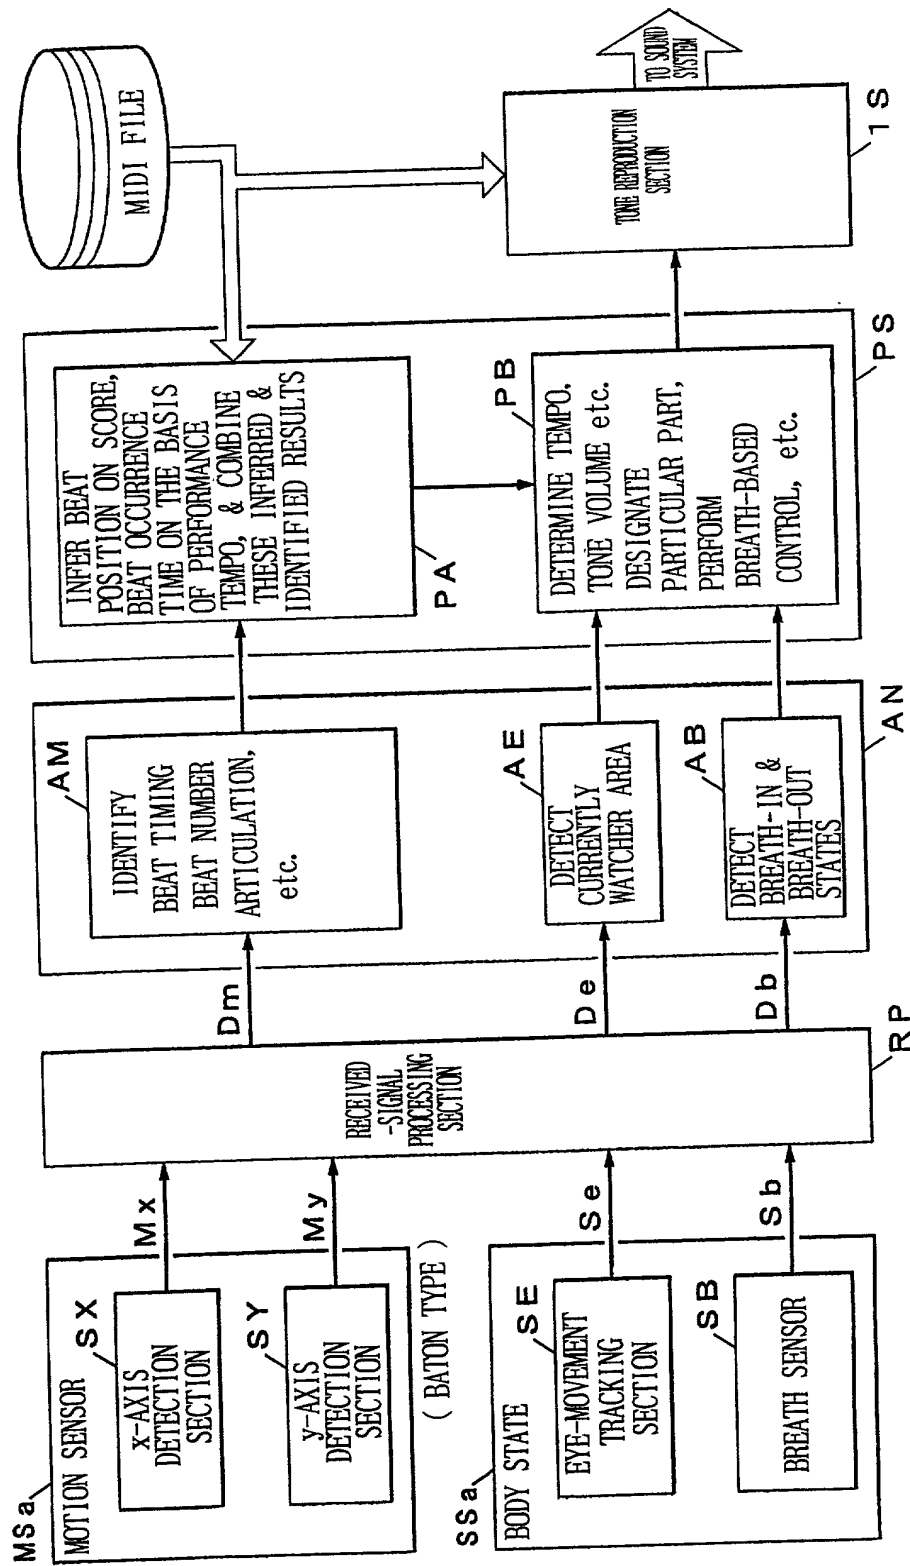 MSa
MOTION SENSOR
SX
x-AXIS
DETECTION
SECTION
Mx
SY
y-AXIS
DETECTION
SECTION
My
( BATON TYPE )
SSa
BODY STATE
SE
EYE-MOVEMENT
TRACKING
SECTION
Se
SB
BREATH SENSOR
Sb
RECEIVED
-SIGNAL
PROCESSING
SECTION
RP
Dm
De
Db
AM
IDENTIFY
BEAT TIMING
BEAT NUMBER
ARTICULATION,
etc.
AE
DETECT
CURRENTLY
WATCHER AREA
AB
DETECT
BREATH-IN &
BREATH-OUT
STATES
AN
INFER BEAT
POSITION ON SCORE,
BEAT OCCURRENCE
TIME ON THE BASIS
OF PERFORMANCE
TEMPO, & COMBINE
THESE INFERRED &
IDENTIFIED RESULTS
PA
PB
DETERMINE TEMPO.
TONE VOLUME etc.
DESIGNATE
PARTICULAR PART,
PERFORM
BREATH-BASED
CONTROL, etc.
PS
MIDI FILE
TONE REPRODUCTION
SECTION
1S
TO SOUND
SYSTEM